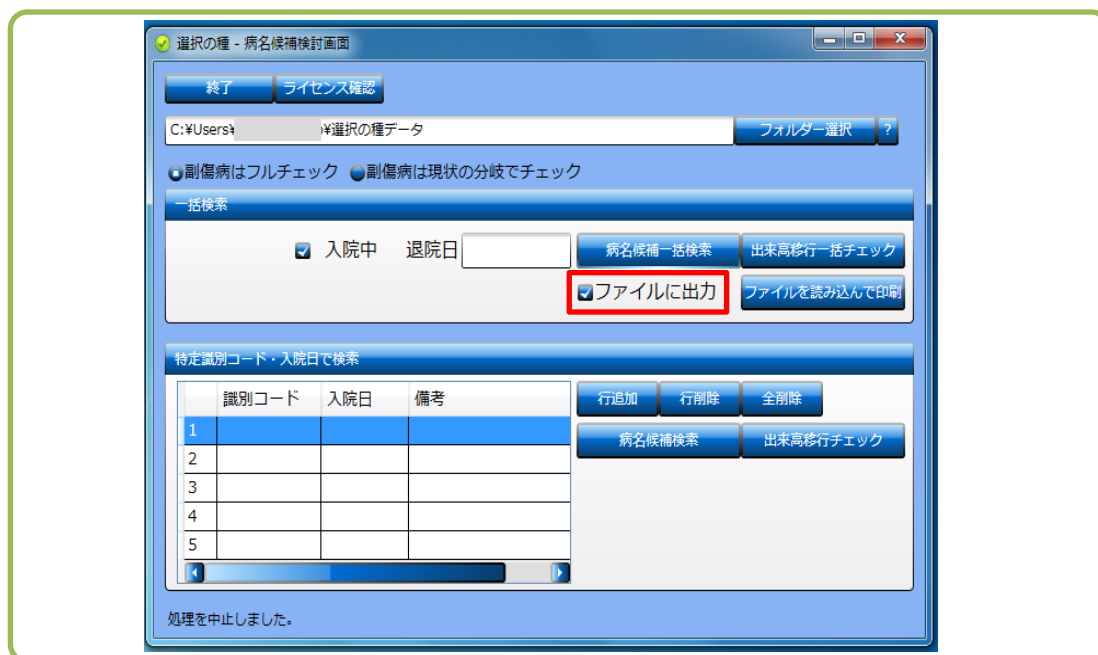 選択の種 - 病名候補検討画面
終了 ライセンス確認
C:¥Users¥ ¥選択の種データ フォルダー選択 ?
副傷病はフルチェック 副傷病は現状の分岐でチェック
一括検索
入院中 退院日 病名候補一括検索 出来高移行一括チェック
ファイルに出力 ファイルを読み込んで印刷
特定識別コード・入院日で検索
識別コード 入院日 備考 行追加 行削除 全削除
1 病名候補検索 出来高移行チェック
2
3
4
5
処理を中止しました。